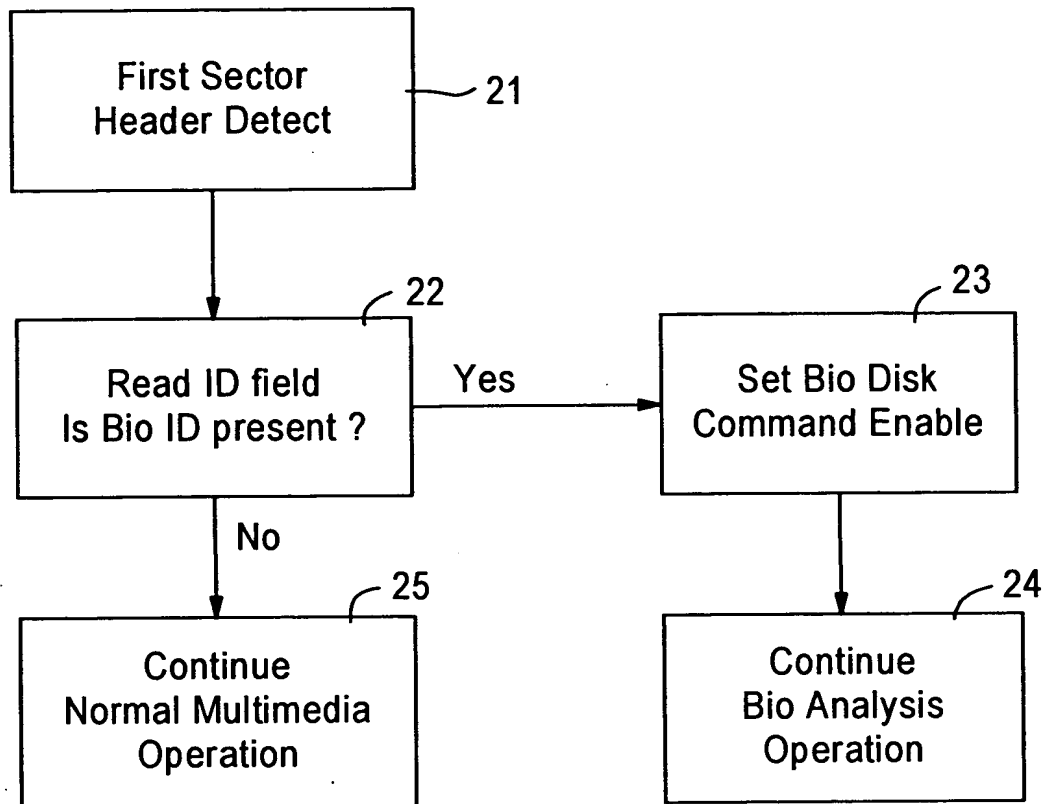 First Sector
Header Detect
21
22
Read ID field
Is Bio ID present ?
Yes
23
Set Bio Disk
Command Enable
No
25
Continue
Normal Multimedia
Operation
24
Continue
Bio Analysis
Operation